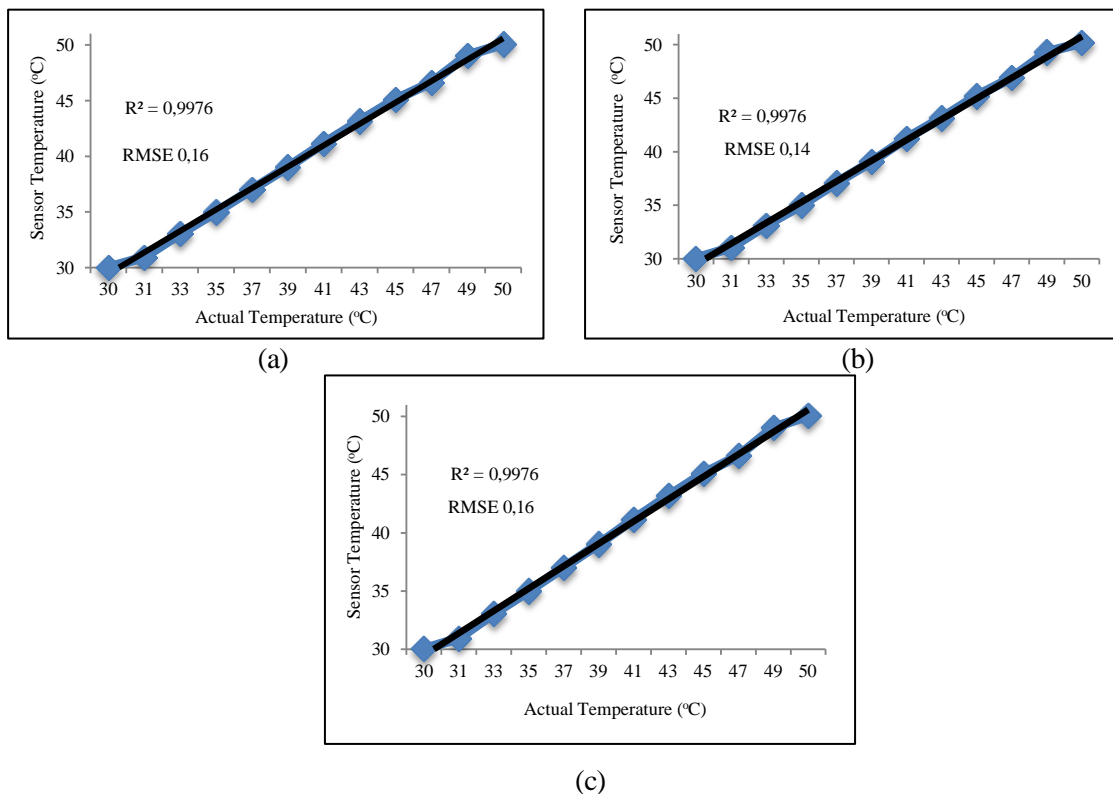 50
45
40
35
30
Sensor Temperature (°C)
R² = 0,9976
RMSE 0,16
30 31 33 35 37 39 41 43 45 47 49 50
Actual Temperature (°C)
(a)
50
45
40
35
30
Sensor Temperature (°C)
R² = 0,9976
RMSE 0,14
30 31 33 35 37 39 41 43 45 47 49 50
Actual Temperature (°C)
(b)
50
45
40
35
30
Sensor Temperature (°C)
R² = 0,9976
RMSE 0,16
30 31 33 35 37 39 41 43 45 47 49 50
Actual Temperature (°C)
(c)